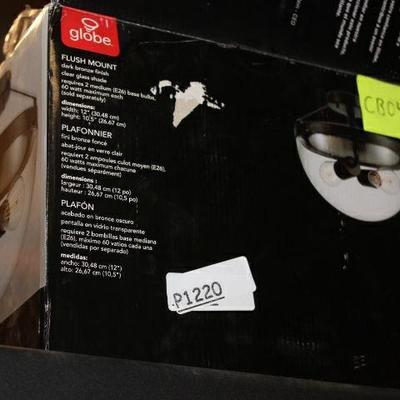 globe.
FLUSH MOUNT
dark bronze finish
clear glass shade
requires 2 medium (E26) base bulbs,
60 watts maximum each
(sold separately)
dimensions:
width: 12" (30,48 cm)
height: 10,5" (26,67 cm)
PLAFONNIER
fini bronze foncé
abat-jour en verre clair
requiert 2 ampoules culot moyen (E26),
60 watts maximum chacune
(vendues séparément)
dimensions :
largeur : 30,48 cm (12 po)
hauteur : 26,67 cm (10,5 po)
PLAFÓN
acabado en bronce oscuro
pantalla en vidrio transparente
requiere 2 bombillas base mediana
(E26), máximo 60 vatios cada una
(vendidas por separado)
medidas:
ancho: 30,48 cm (12")
alto: 26,67 cm (10,5")
P1220